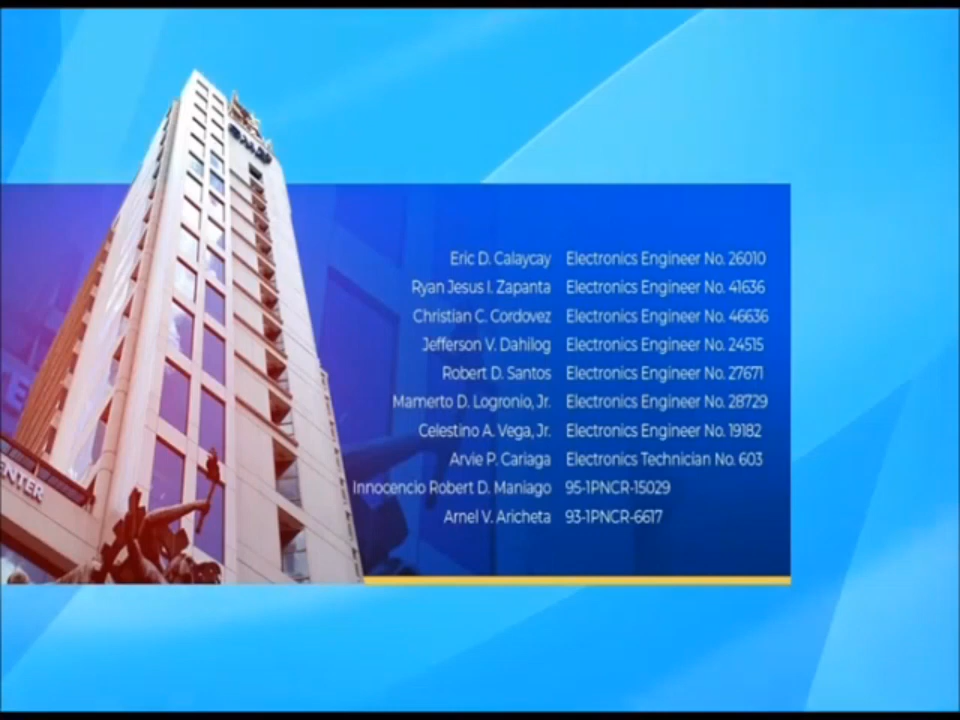 Eric D. Calaycay Electronics Engineer No. 26010
Ryan Jesus I. Zapanta Electronics Engineer No. 41636
Christian C. Cordovez Electronics Engineer No. 46636
Jefferson V. Dahilog Electronics Engineer No. 24515
Robert D. Santos Electronics Engineer No. 27671
Mamerto D. Logronio, Jr. Electronics Engineer No. 28729
Celestino A. Vega, Jr. Electronics Engineer No. 19182
Arvie P. Cariaga Electronics Technician No. 603
Innocencio Robert D. Maniago 95-1PNCR-15029
Arnel V. Aricheta 93-1PNCR-6617
ENTER